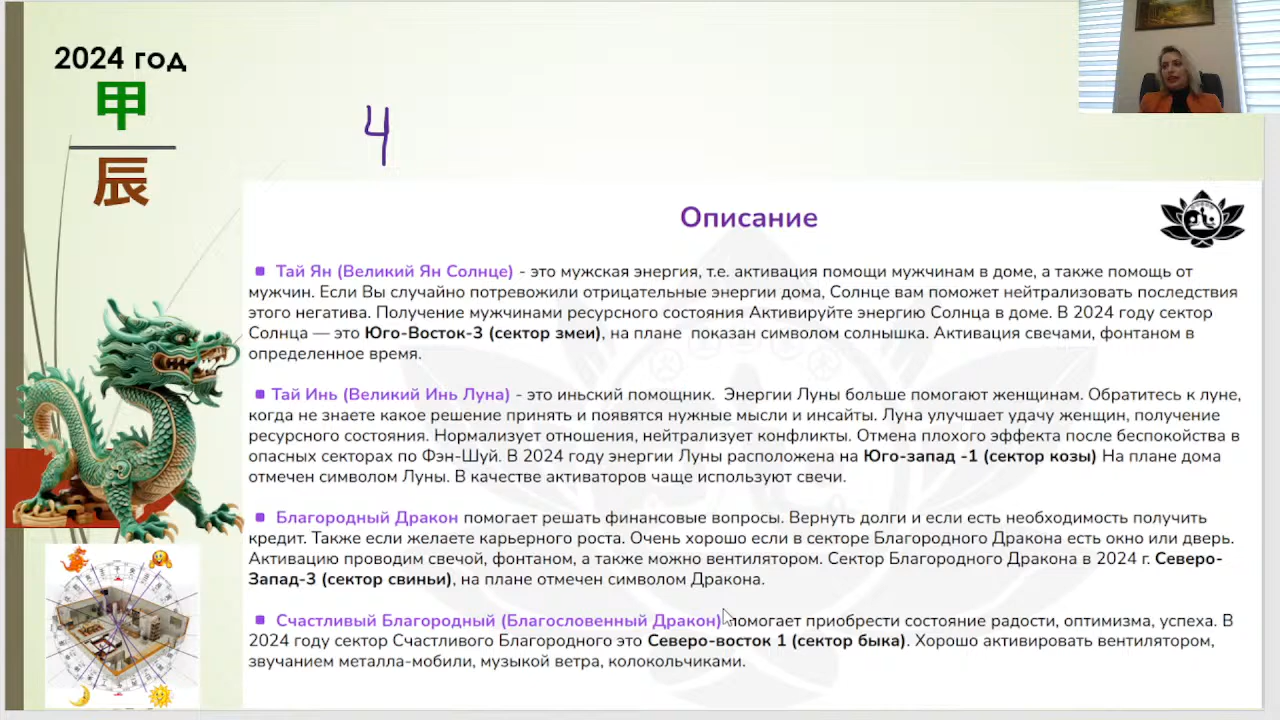 2024 год
甲
辰
4
Описание
Тай Ян (Великий Ян Солнце) - это мужская энергия, т.е. активация помощи мужчинам в доме, а также помощь от
мужчин. Если Вы случайно потревожили отрицательные энергии дома, Солнце вам поможет нейтрализовать последствия
этого негатива. Получение мужчинами ресурсного состояния Активируйте энергию Солнца в доме. В 2024 году сектор
Солнца — это Юго-Восток-3 (сектор змеи), на плане показан символом солнышка. Активация свечами, фонтаном в
определенное время.
Тай Инь (Великий Инь Луна) - это иньский помощник. Энергии Луны больше помогают женщинам. Обратитесь к луне,
когда не знаете какое решение принять и появятся нужные мысли и инсайты. Луна улучшает удачу женщин, получение
ресурсного состояния. Нормализует отношения, нейтрализует конфликты. Отмена плохого эффекта после беспокойства в
опасных секторах по Фэн-Шуй. В 2024 году энергии Луны расположена на Юго-запад -1 (сектор козы) На плане дома
отмечен символом Луны. В качестве активаторов чаще используют свечи.
Благородный Дракон помогает решать финансовые вопросы. Вернуть долги и если есть необходимость получить
кредит. Также если желаете карьерного роста. Очень хорошо если в секторе Благородного Дракона есть окно или дверь.
Активацию проводим свечой, фонтаном, а также можно вентилятором. Сектор Благородного Дракона в 2024 г. Северо-
Запад-3 (сектор свиньи), на плане отмечен символом Дракона.
Счастливый Благородный (Благословенный Дракон) помогает приобрести состояние радости, оптимизма, успеха. В
2024 году сектор Счастливого Благородного это Северо-восток 1 (сектор быка). Хорошо активировать вентилятором,
звучанием металла-мобили, музыкой ветра, колокольчиками.